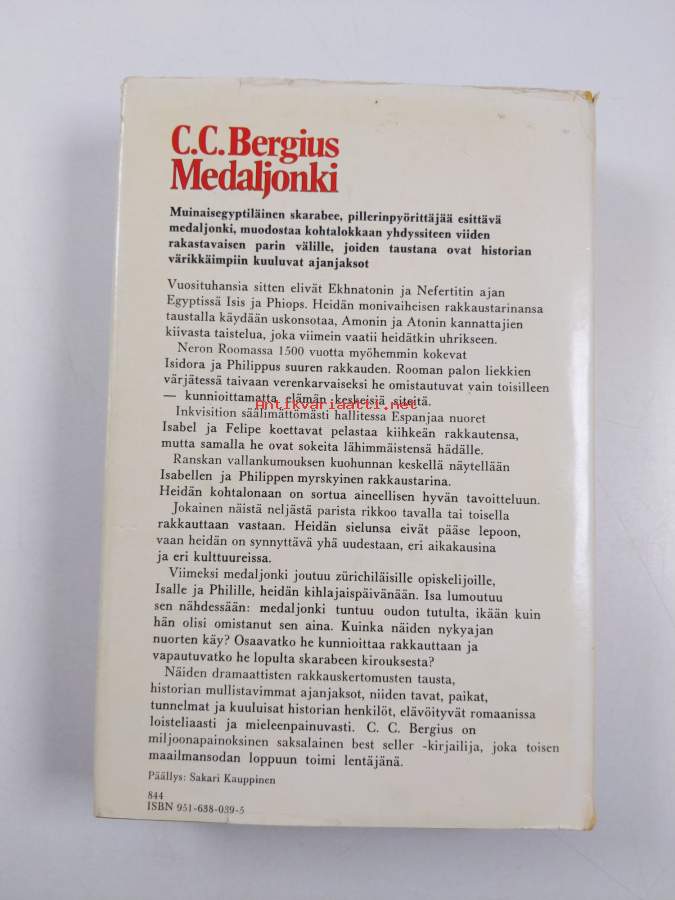 C.C. Bergius
Medaljonki
Muinaisegyptiläinen skarabee, pillerinpyörittäjää esittävä
medaljonki, muodostaa kohtalokkaan yhdyssiteen viiden
rakastavaisen parin välille, joiden taustana ovat historian
värikkäimpiin kuuluvat ajanjaksot
Vuosituhansia sitten elivät Ekhnatonin ja Nefertitin ajan
Egyptissä Isis ja Phiops. Heidän monivaiheisen rakkaustarinansa
taustalla käydään uskonsotaa, Amonin ja Atonin kannattajien
kiivasta taistelua, joka viimein vaatii heidätkin uhrikseen.
Neron Roomassa 1500 vuotta myöhemmin kokevat
Isidora ja Philippus suuren rakkauden. Rooman palon liekkien
värjätessä taivaan verenkarvaiseksi he omistautuvat vain toisilleen
— kunnioittamatta elämän keskeisiä siteitä.
Antikvariaatti.net
Inkvisition säälimättömästi hallitessa Espanjaa nuoret
Isabel ja Felipe koettavat pelastaa kiihkeän rakkautensa,
mutta samalla he ovat sokeita lähimmäistensä hädälle.
Ranskan vallankumouksen kuohunnan keskellä näytellään
Isabellen ja Philippen myrskyinen rakkaustarina.
Heidän kohtalonaan on sortua aineellisen hyvän tavoitteluun.
Jokainen näistä neljästä parista rikkoo tavalla tai toisella
rakkauttaan vastaan. Heidän sielunsa eivät pääse lepoon,
vaan heidän on synnyttävä yhä uudestaan, eri aikakausina
ja eri kulttuureissa.
Viimeksi medaljonki joutuu zürichiläisille opiskelijoille,
Isalle ja Philille, heidän kihlajaispäivänään. Isa lumoutuu
sen nähdessään: medaljonki tuntuu oudon tutulta, ikään kuin
hän olisi omistanut sen aina. Kuinka näiden nykyajan
nuorten käy? Osaavatko he kunnioittaa rakkauttaan ja
vapautuvatko he lopulta skarabeen kirouksesta?
Näiden dramaattisten rakkauskertomusten tausta,
historian mullistavimmat ajanjaksot, niiden tavat, paikat,
tunnelmat ja kuuluisat historian henkilöt, elävöityvät romaanissa
loisteliaasti ja mieleenpainuvasti. C. C. Bergius on
miljoonapainoksinen saksalainen best seller -kirjailija, joka toisen
maailmansodan loppuun toimi lentäjänä.
Päällys: Sakari Kauppinen
844
ISBN 951-638-039-5